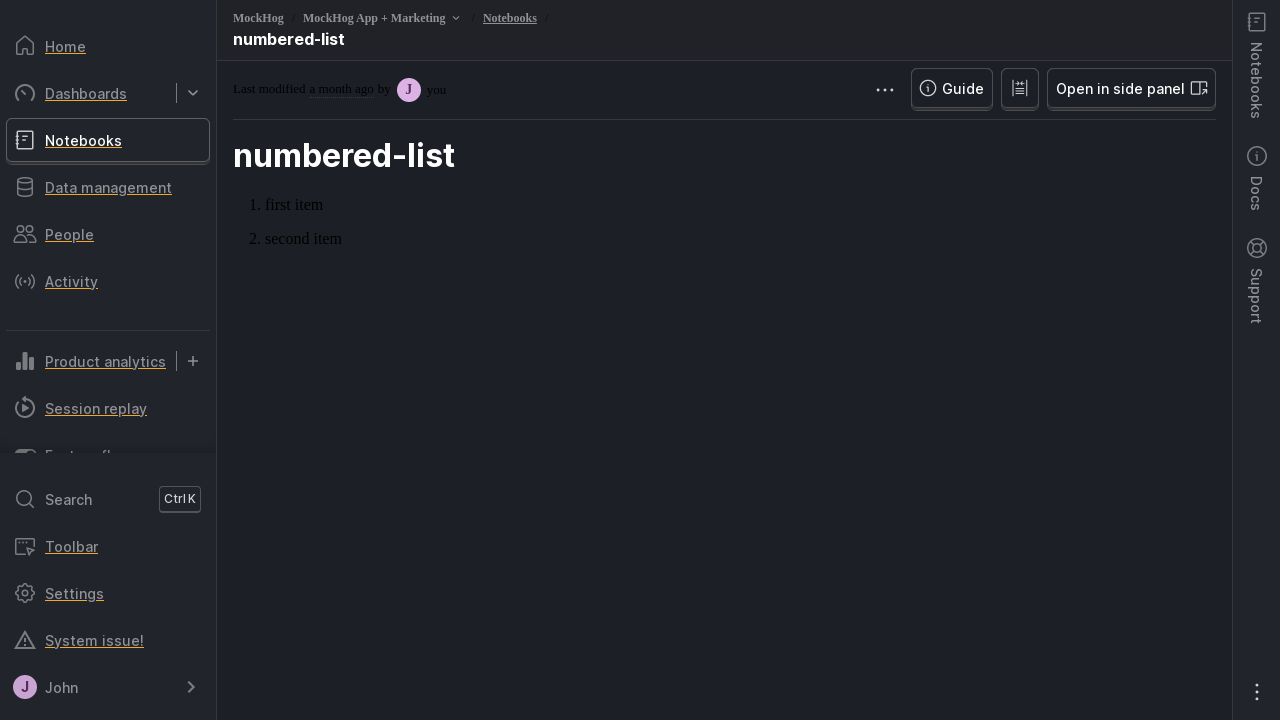 MockHog / MockHog App + Marketing / Notebooks /
numbered-list
Home
Dashboards
Notebooks
Data management
People
Activity
Product analytics
Session replay
Search Ctrl K
Toolbar
Settings
System issue!
J John
Last modified a month ago by J you
Guide
Open in side panel
numbered-list
1. first item
2. second item
Notebooks
Docs
Support